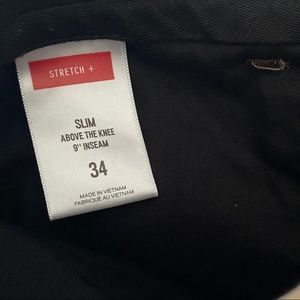 STRETCH +
SLIM
ABOVE THE KNEE
9" INSEAM
34
MADE IN VIETNAM
FABRIQUÉ AU VIETNAM